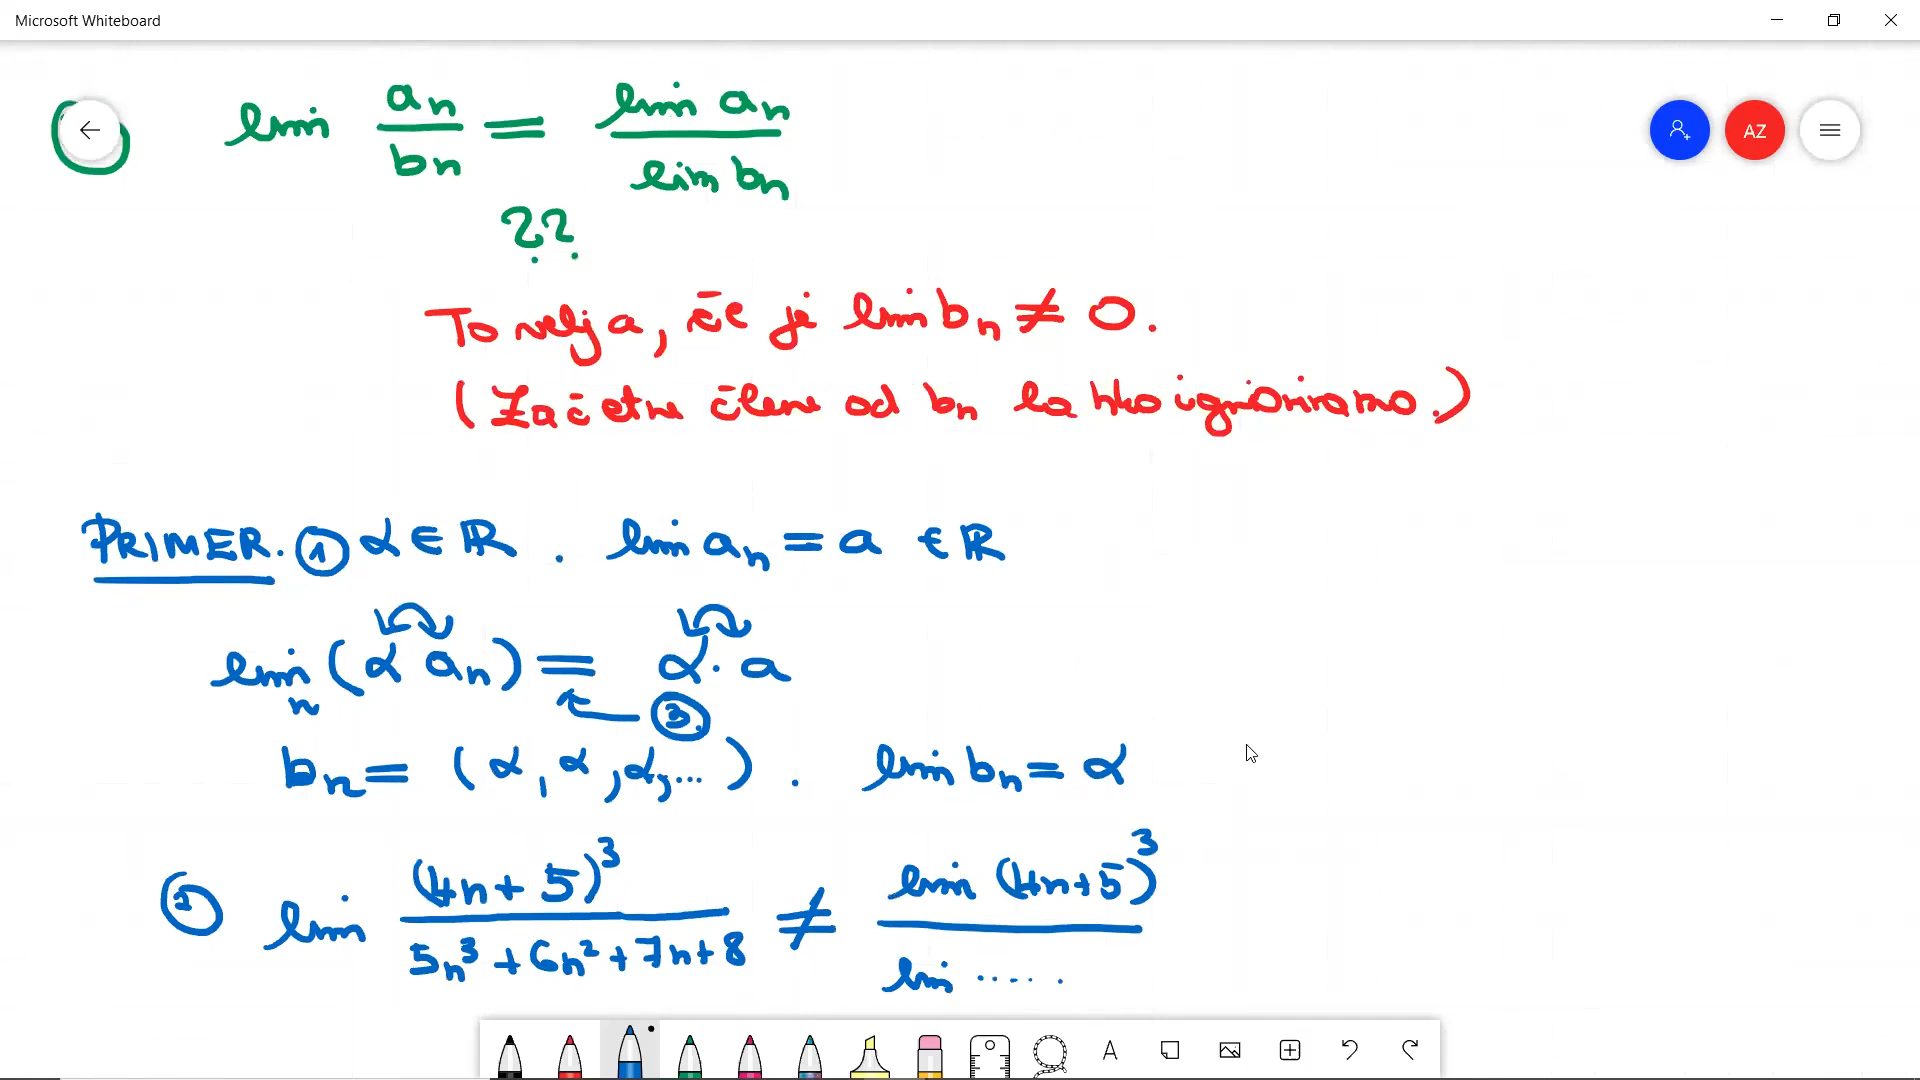 Microsoft Whiteboard
AZ
lim an/bn = lim an / lim bn
??
To velja, če je lim bn ≠ 0.
(Začetne člene od bn lahko ignoriramo.)
PRIMER. ① α ∈ ℝ. lim an = a ∈ ℝ
lim n (α an) = α · a
③.
bn = (α, α, α, ...). lim bn = α
② lim (4n+5)³ / 5n³+6n²+7n+8 ≠ lim (4n+5)³ / lim ......
A